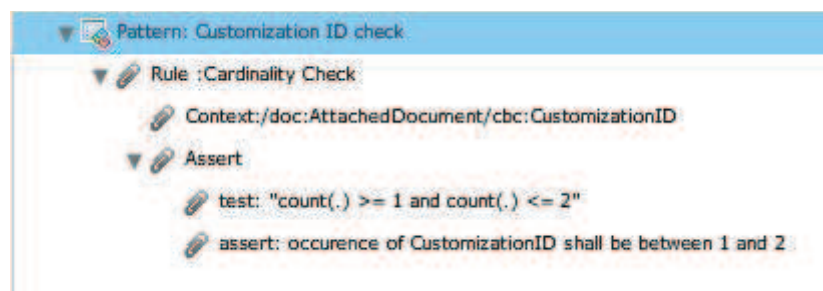 Pattern: Customization ID check
Rule :Cardinality Check
Context:/doc:AttachedDocument/cbc:CustomizationID
Assert
test: "count(.) >= 1 and count(.) <= 2"
assert: occurence of CustomizationID shall be between 1 and 2